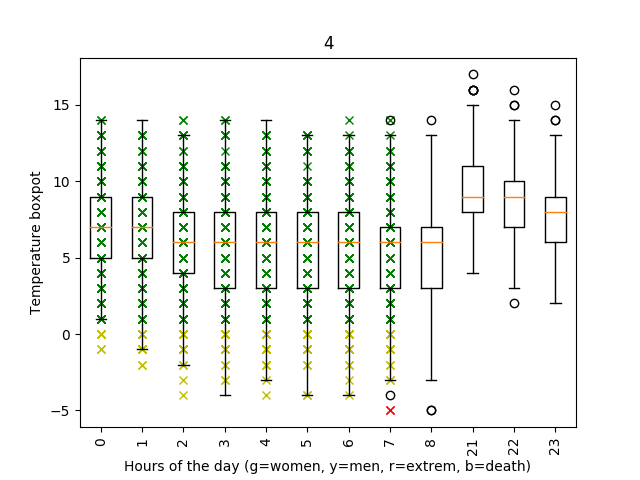 4
Temperature boxpot
15
10
5
0
−5
0 1 2 3 4 5 6 7 8 21 22 23
Hours of the day (g=women, y=men, r=extrem, b=death)